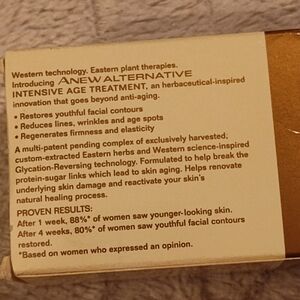 Western technology. Eastern plant therapies.
Introducing ANEW ALTERNATIVE
INTENSIVE AGE TREATMENT, an herbaceutical-inspired
innovation that goes beyond anti-aging.
• Restores youthful facial contours
• Reduces lines, wrinkles and age spots
• Regenerates firmness and elasticity
A multi-patent pending complex of exclusively harvested,
custom-extracted Eastern herbs and Western science-inspired
Glycation-Reversing technology. Formulated to help break the
protein-sugar links which lead to skin aging. Helps renovate
underlying skin damage and reactivate your skin's
natural healing process.
PROVEN RESULTS:
After 1 week, 88%* of women saw younger-looking skin.
After 4 weeks, 80%* of women saw youthful facial contours
restored.
*Based on women who expressed an opinion.